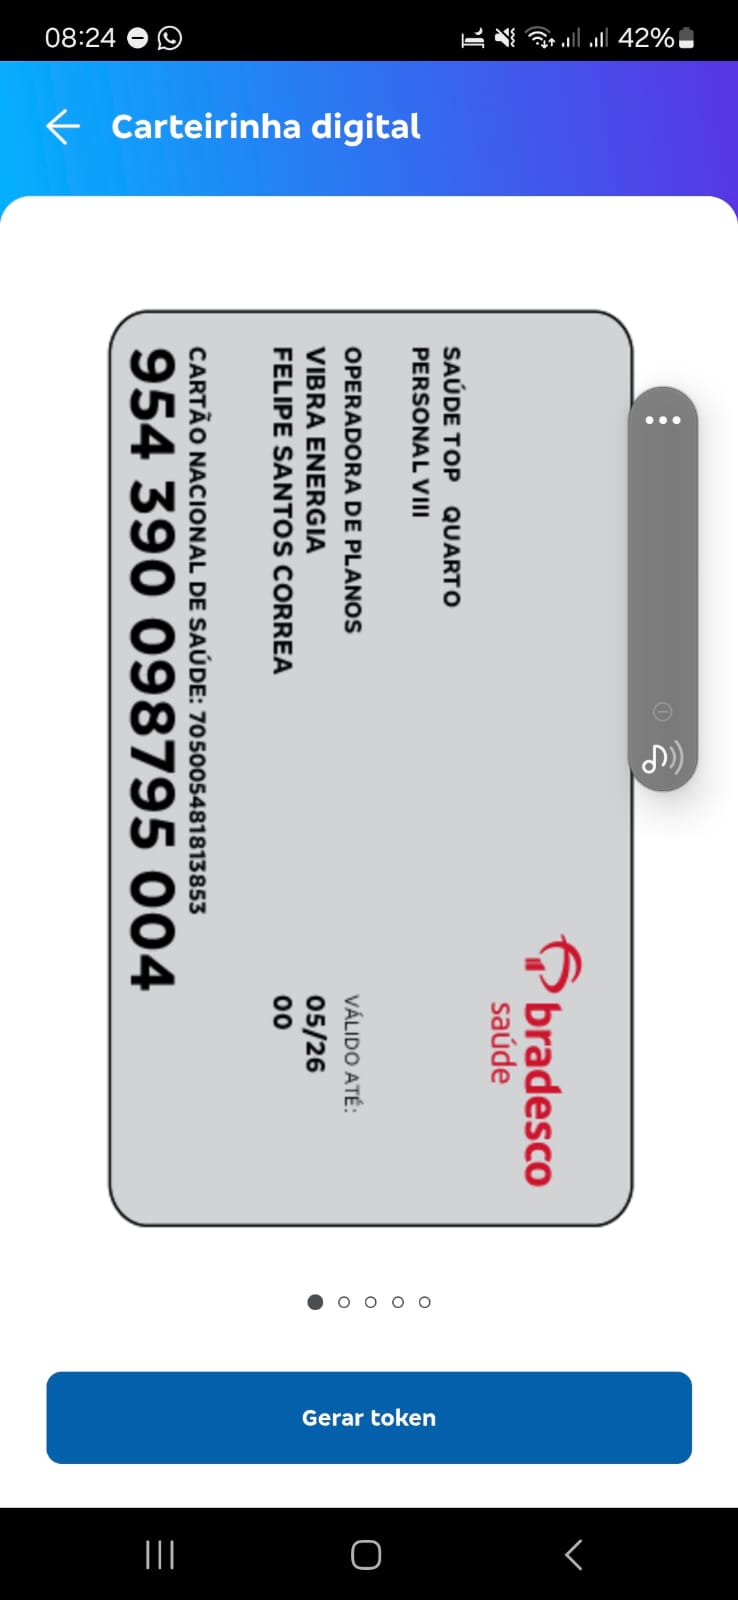 08:24
42%
Carteirinha digital
bradesco
saúde
SAÚDE TOP QUARTO
PERSONAL VIII
OPERADORA DE PLANOS
VÁLIDO ATÉ:
VIBRA ENERGIA
05/26
FELIPE SANTOS CORREA
00
CARTÃO NACIONAL DE SAÚDE: 705005481813853
954 390 098795 004
Gerar token